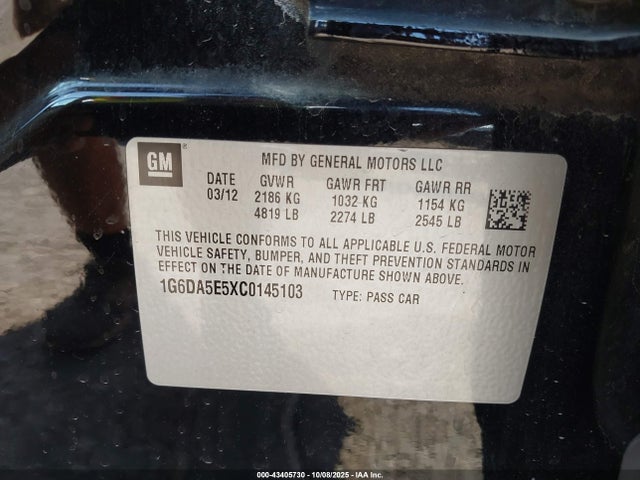 GM ®
MFD BY GENERAL MOTORS LLC
DATE GVWR GAWR FRT GAWR RR
03/12 2186 KG 1032 KG 1154 KG
4819 LB 2274 LB 2545 LB
THIS VEHICLE CONFORMS TO ALL APPLICABLE U.S. FEDERAL MOTOR
VEHICLE SAFETY, BUMPER, AND THEFT PREVENTION STANDARDS IN
EFFECT ON THE DATE OF MANUFACTURE SHOWN ABOVE.
1G6DA5E5XC0145103 TYPE: PASS CAR
000-43405730 - 10/08/2025 - IAA Inc.